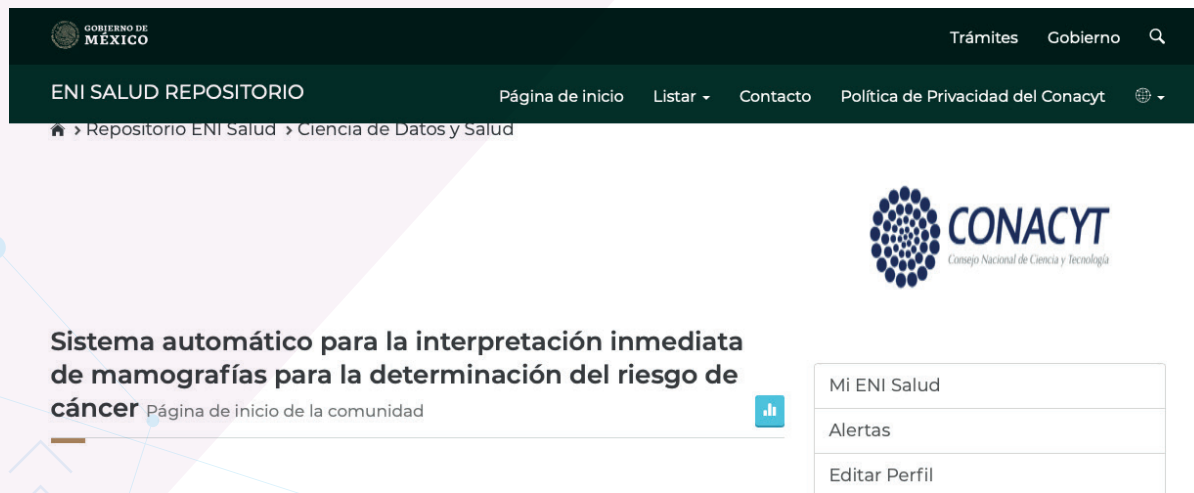 GOBIERNO DE
MÉXICO
Trámites Gobierno
ENI SALUD REPOSITORIO
Página de inicio Listar Contacto Política de Privacidad del Conacyt
> Repositorio ENI Salud > Ciencia de Datos y Salud
CONACYT
Consejo Nacional de Ciencia y Tecnología
Sistema automático para la interpretación inmediata
de mamografías para la determinación del riesgo de
cáncer Página de inicio de la comunidad
Mi ENI Salud
Alertas
Editar Perfil